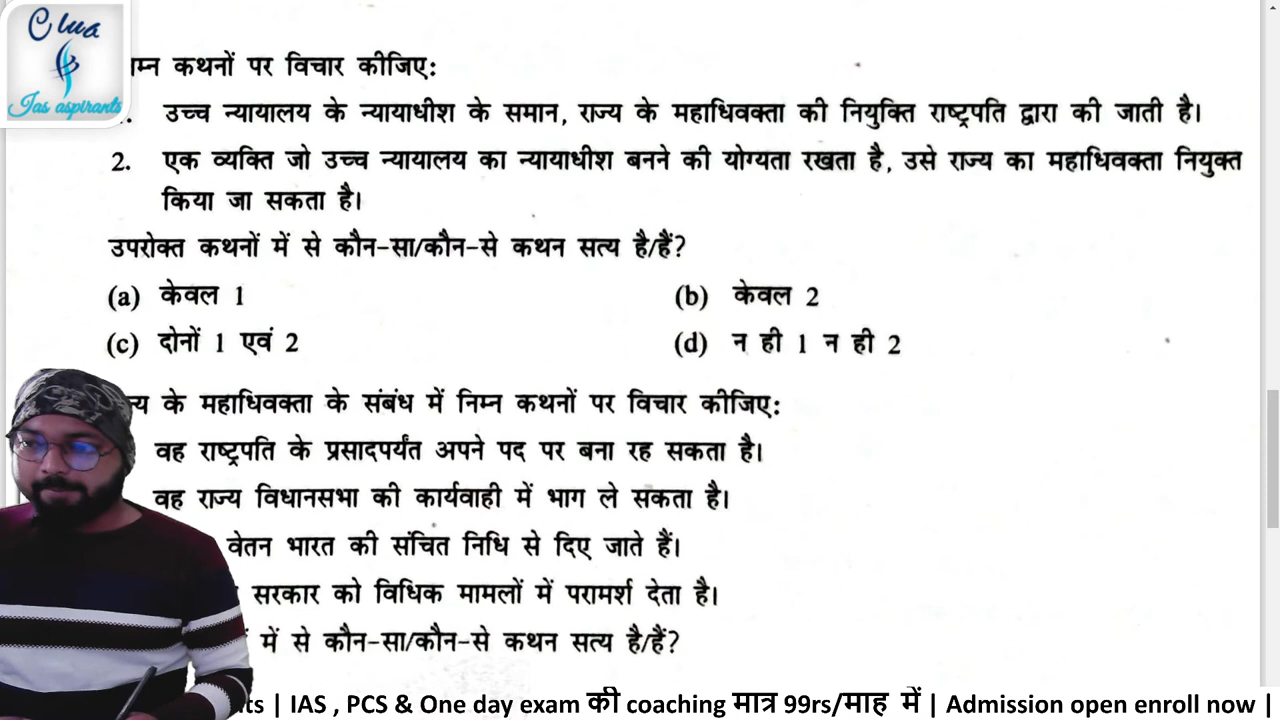 Clua
Ias aspirants
कथनों पर विचार कीजिए:
उच्च न्यायालय के न्यायाधीश के समान, राज्य के महाधिवक्ता की नियुक्ति राष्ट्रपति द्वारा की जाती है।
2. एक व्यक्ति जो उच्च न्यायालय का न्यायाधीश बनने की योग्यता रखता है, उसे राज्य का महाधिवक्ता नियुक्त
किया जा सकता है।
उपरोक्त कथनों में से कौन-सा/कौन-से कथन सत्य है/हैं?
(a) केवल 1
(b) केवल 2
(c) दोनों 1 एवं 2
(d) न ही 1 न ही 2
के महाधिवक्ता के संबंध में निम्न कथनों पर विचार कीजिए:
वह राष्ट्रपति के प्रसादपर्यंत अपने पद पर बना रह सकता है।
वह राज्य विधानसभा की कार्यवाही में भाग ले सकता है।
वेतन भारत की संचित निधि से दिए जाते हैं।
सरकार को विधिक मामलों में परामर्श देता है।
में से कौन-सा/कौन-से कथन सत्य है/हैं?
| IAS , PCS & One day exam की coaching मात्र 99rs/माह में | Admission open enroll now |